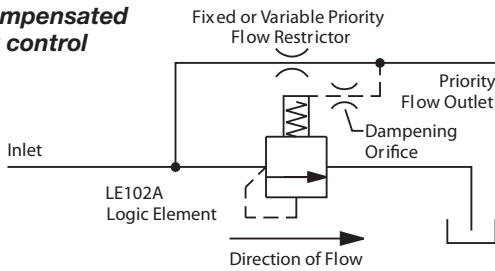 Fixed or Variable Priority
Flow Restrictor
control
Priority
Flow Outlet
Dampening
Orifice
Inlet
LE102A
Logic Element
Direction of Flow